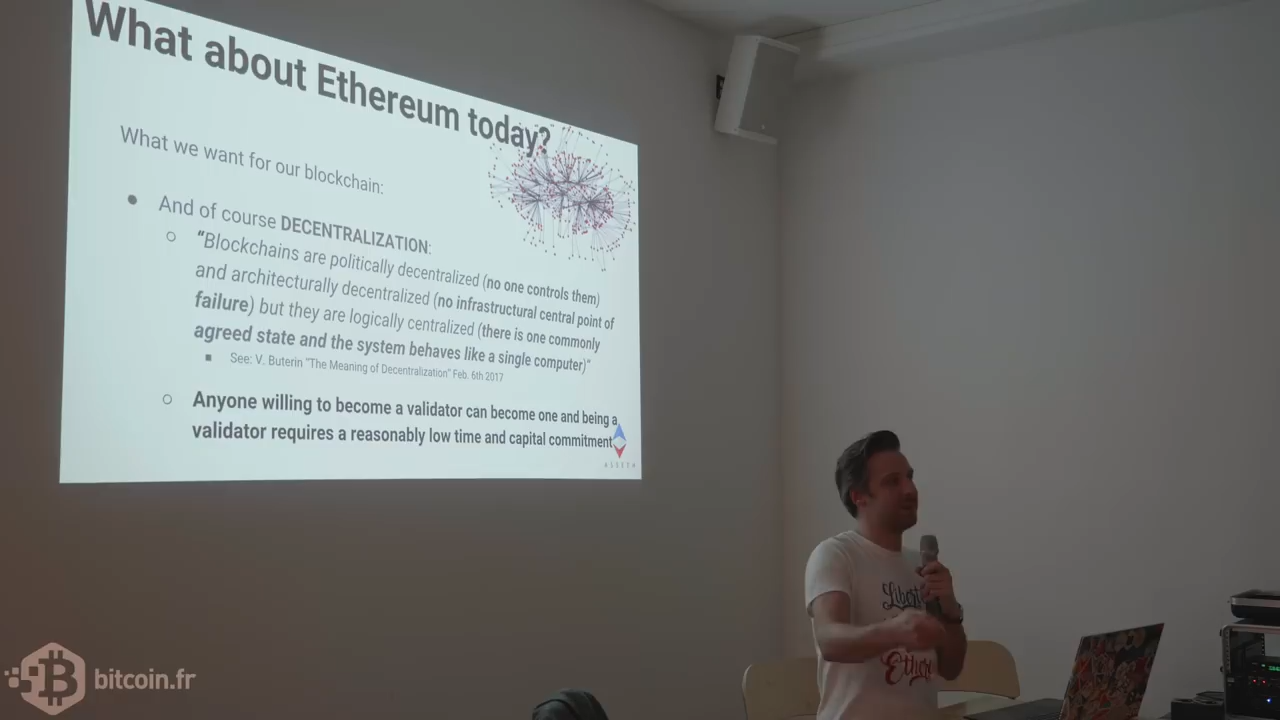 What about Ethereum today?
What we want for our blockchain:
And of course DECENTRALIZATION:
“Blockchains are politically decentralized (no one controls them)
and architecturally decentralized (no infrastructural central point of
failure) but they are logically centralized (there is one commonly
agreed state and the system behaves like a single computer)"
See: V. Buterin "The Meaning of Decentralization" Feb. 6th 2017
Anyone willing to become a validator can become one and being a
validator requires a reasonably low time and capital commitment
ASSETH
bitcoin.fr